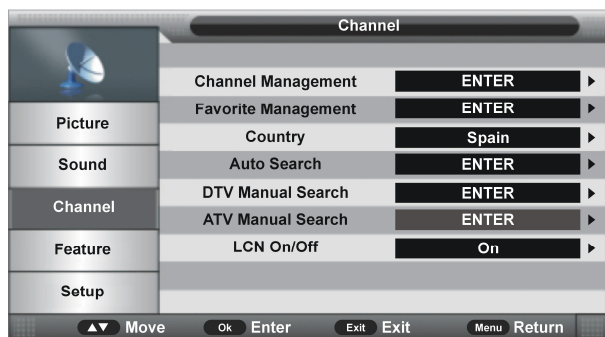 Channel
Channel Management ENTER
Favorite Management ENTER
Picture
Country Spain
Sound
Auto Search ENTER
DTV Manual Search ENTER
Channel
ATV Manual Search ENTER
Feature
LCN On/Off On
Setup
Move Ok Enter Exit Exit Menu Return